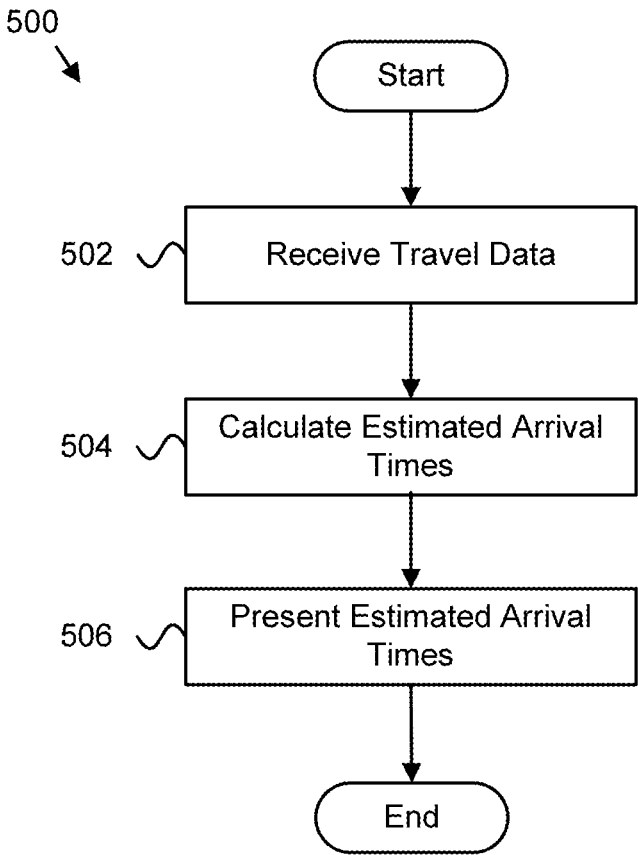 500
Start
502
Receive Travel Data
504
Calculate Estimated Arrival
Times
506
Present Estimated Arrival
Times
End